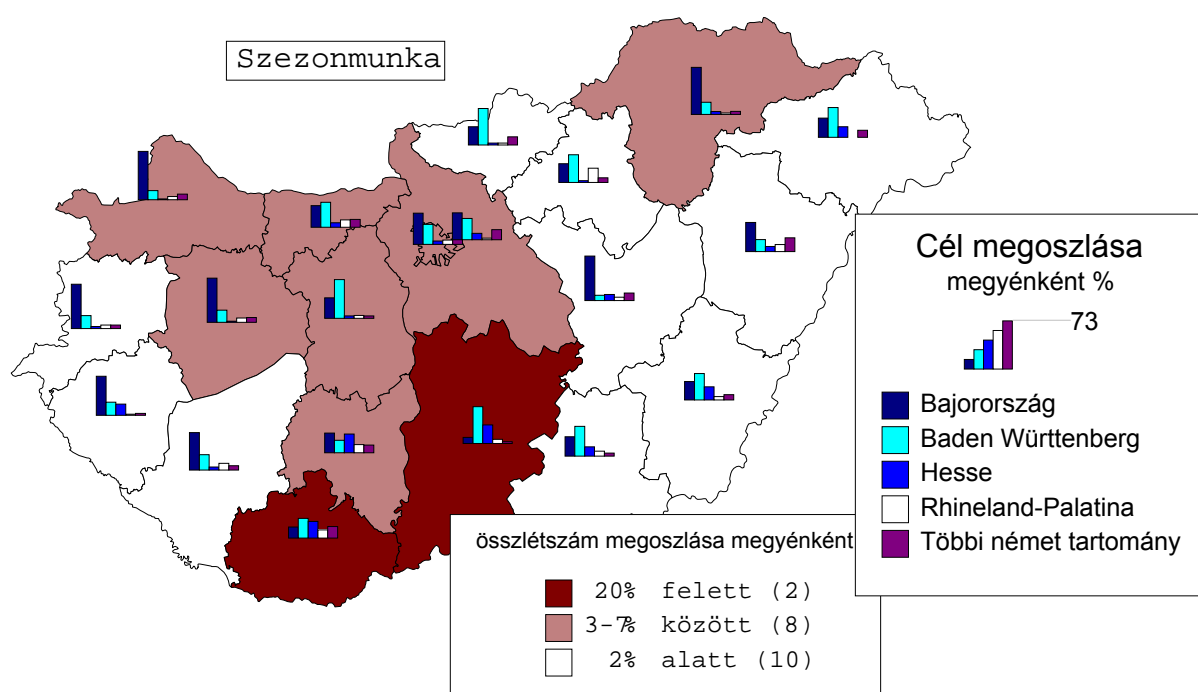 Szezonmunka
Cél megoszlása
megyénként %
73
Bajorország
Baden Württenberg
Hesse
Rhineland-Palatina
Többi német tartomány
összlétszám megoszlása megyénként
20% felett (2)
3-7% között (8)
2% alatt (10)